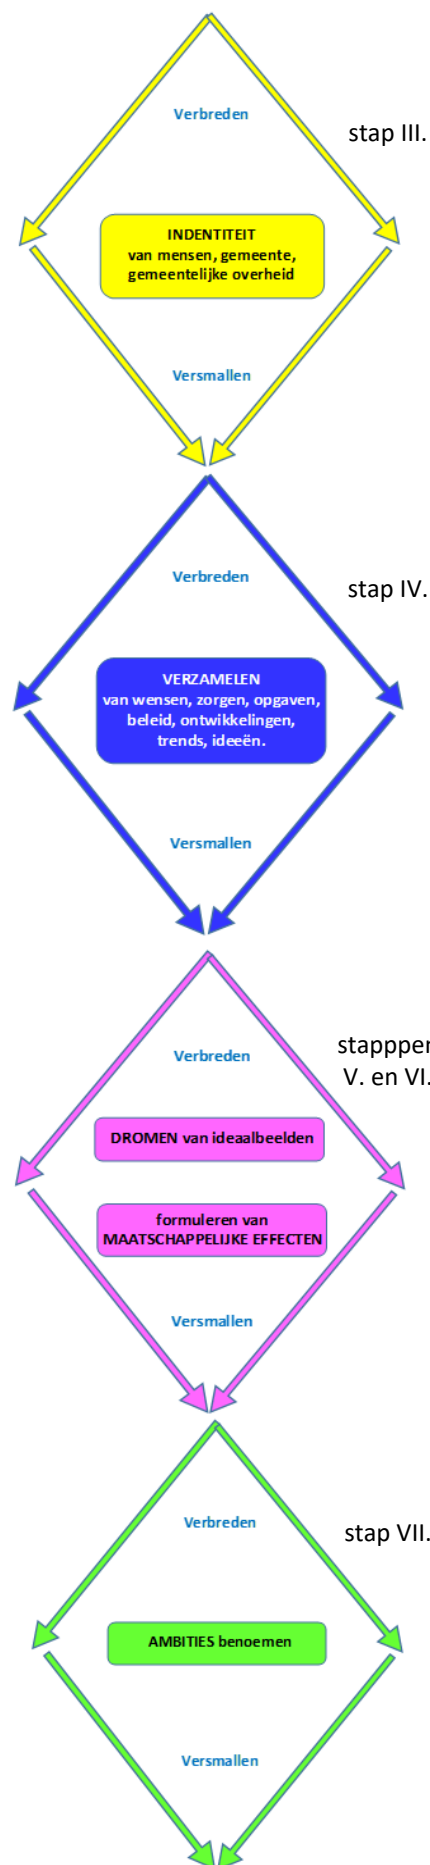 Verbreden
stap III.
INDENTITEIT
van mensen, gemeente,
gemeentelijke overheid
Versmallen
Verbreden
stap IV.
VERZAMELEN
van wensen, zorgen, opgaven,
beleid, ontwikkelingen,
trends, ideeën.
Versmallen
Verbreden
stapppen
V. en VI.
DROMEN van ideaalbeelden
formuleren van
MAATSCHAPPELIJKE EFFECTEN
Versmallen
Verbreden
stap VII.
AMBITIES benoemen
Versmallen